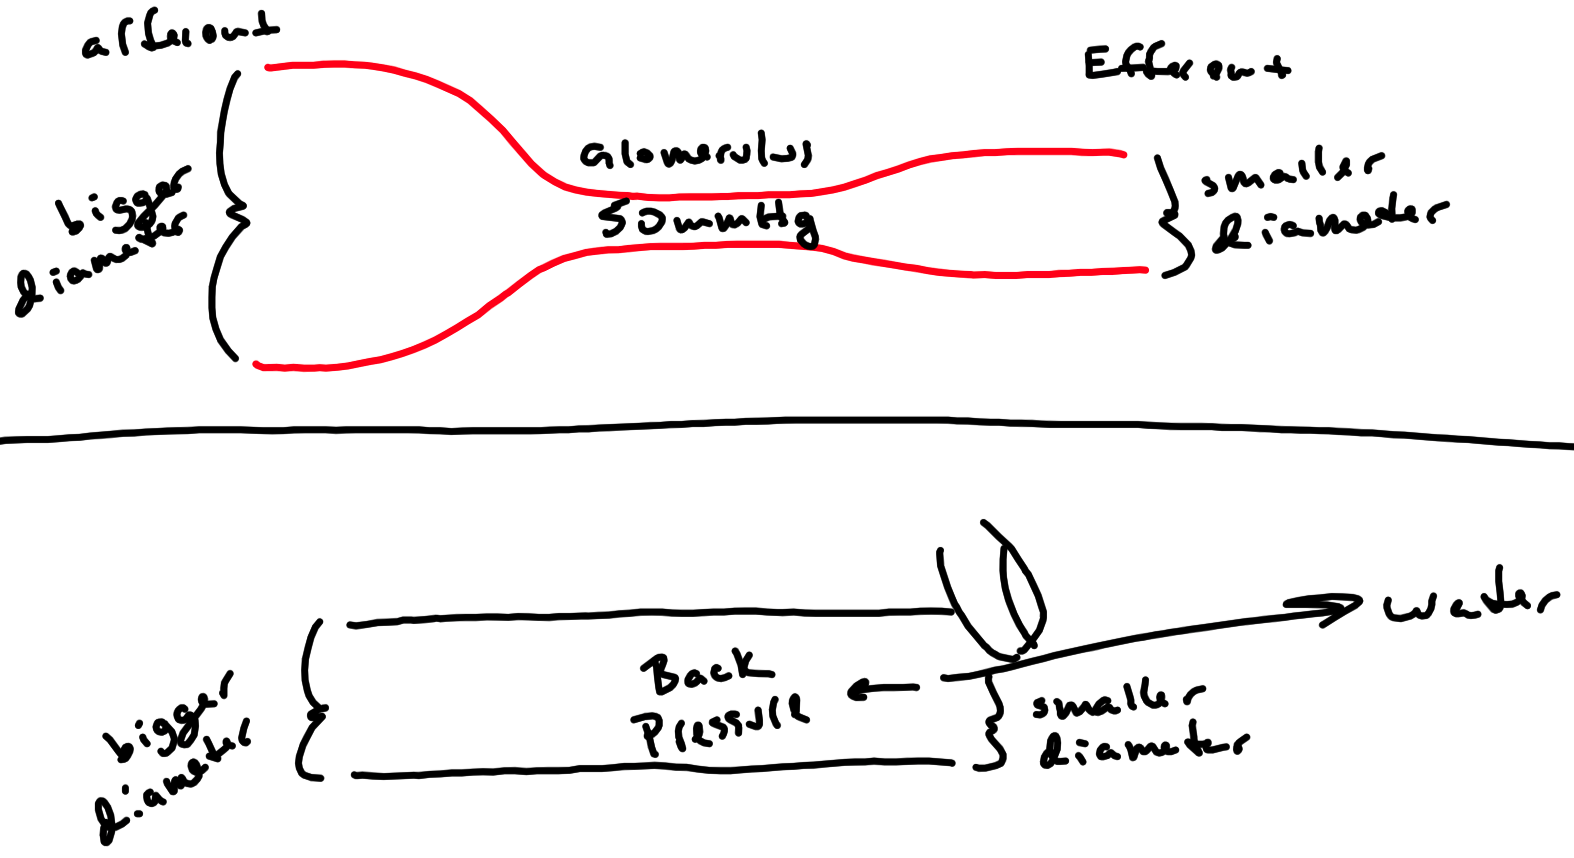 afferent
Efferent
bigger
diameter
Glomerulus
50mmHg
smaller
diameter
bigger
diameter
Back
Pressure
water
smaller
diameter